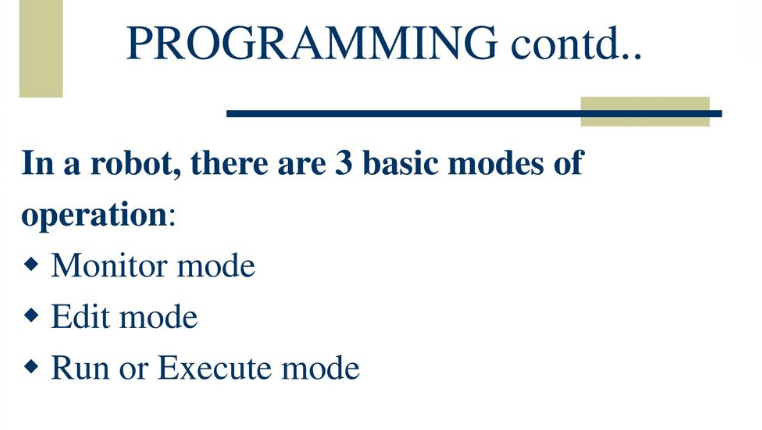 PROGRAMMING contd..
In a robot, there are 3 basic modes of
operation:
◆ Monitor mode
◆ Edit mode
◆ Run or Execute mode